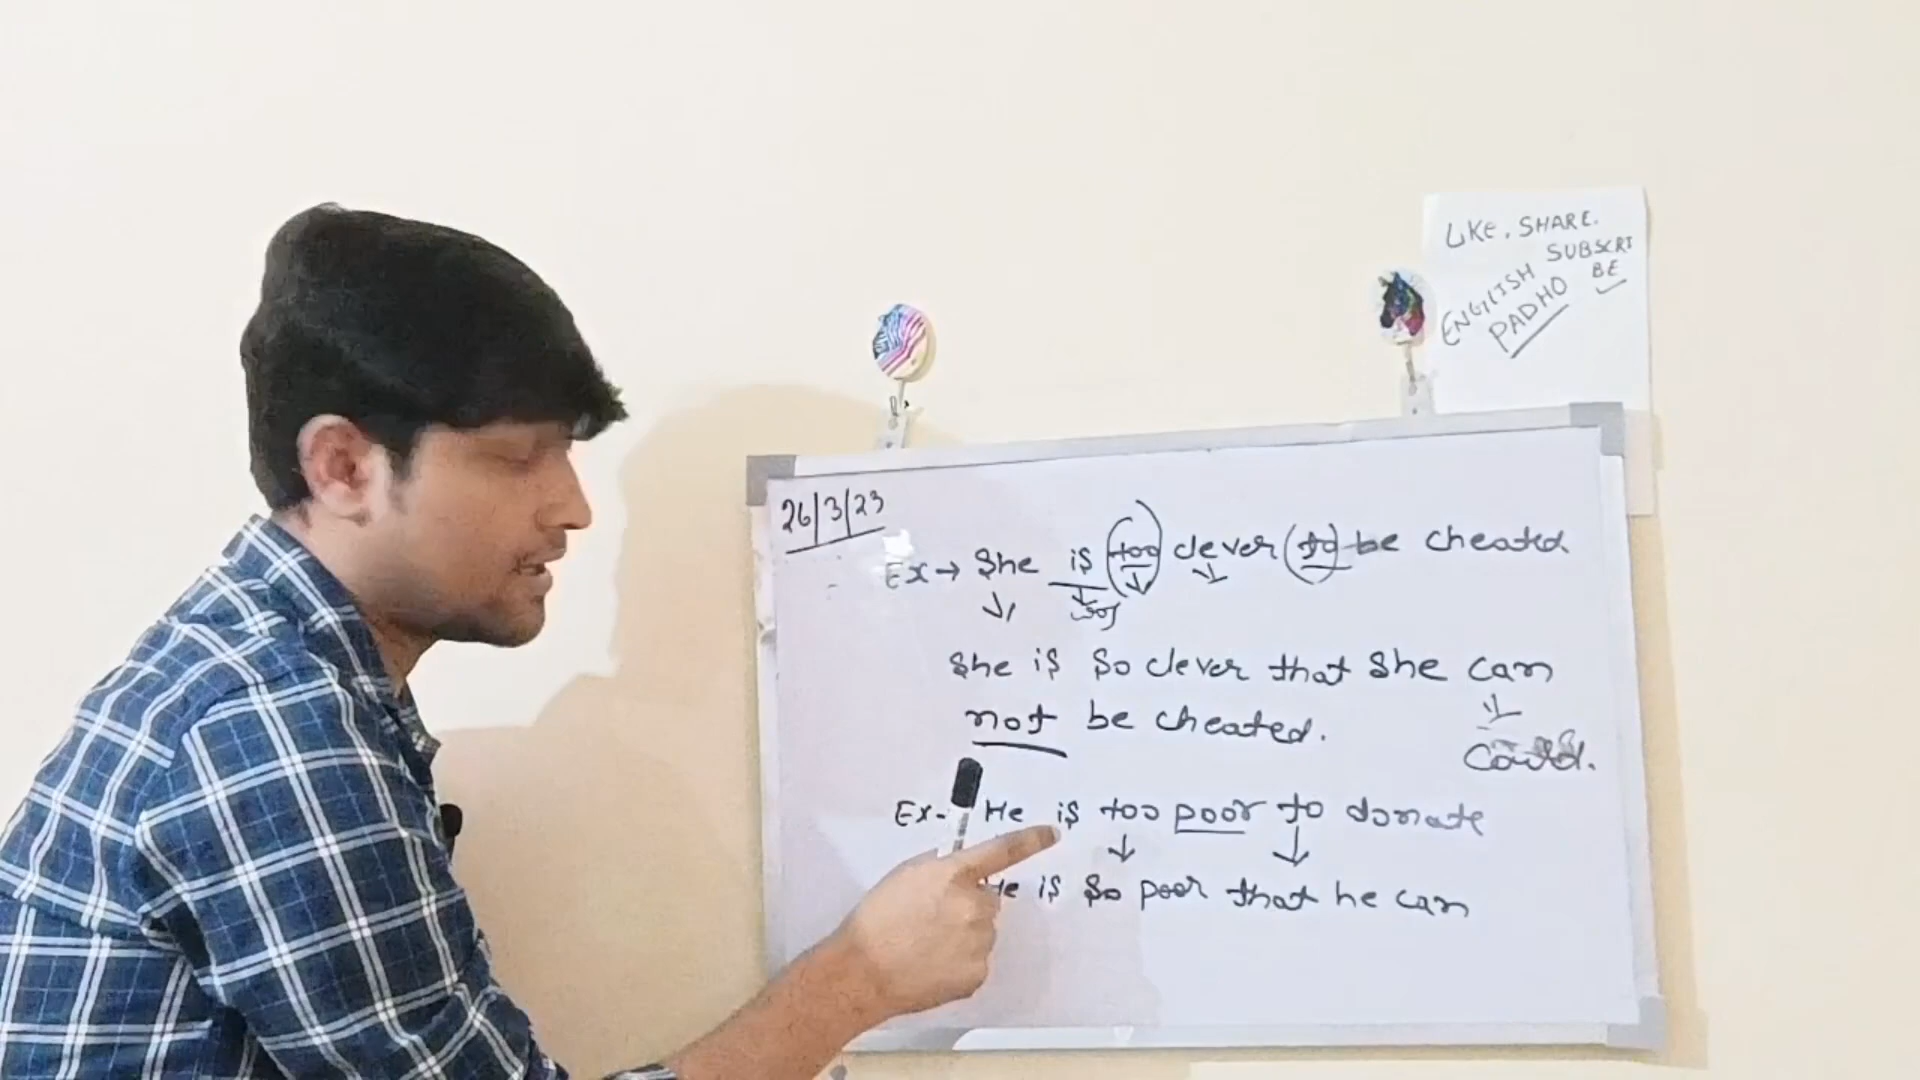 LIKE. SHARE.
SUBSCRI
BE
ENGLISH
PADHO
26/3/23
Ex→ She is too clever to be cheated
She is so clever that she can
not be cheated.
Could.
Ex- He is too poor to donate
He is so poor that he can